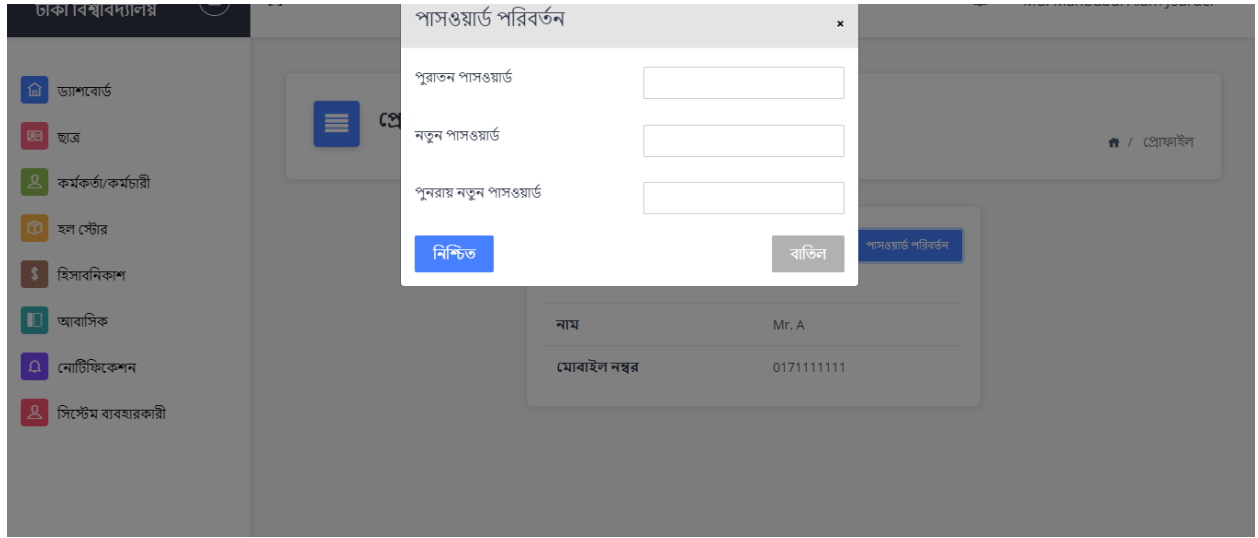 ঢাকা বিশ্ববিদ্যালয়
পাসওয়ার্ড পরিবর্তন
×
পুরাতন পাসওয়ার্ড
নতুন পাসওয়ার্ড
পুনরায় নতুন পাসওয়ার্ড
নিশ্চিত
বাতিল
ড্যাশবোর্ড
ছাত্র
কর্মকর্তা/কর্মচারী
হল স্টোর
হিসাবনিকাশ
আবাসিক
নোটিফিকেশন
সিস্টেম ব্যবহারকারী
/ প্রোফাইল
পাসওয়ার্ড পরিবর্তন
নাম Mr. A
মোবাইল নম্বর 0171111111